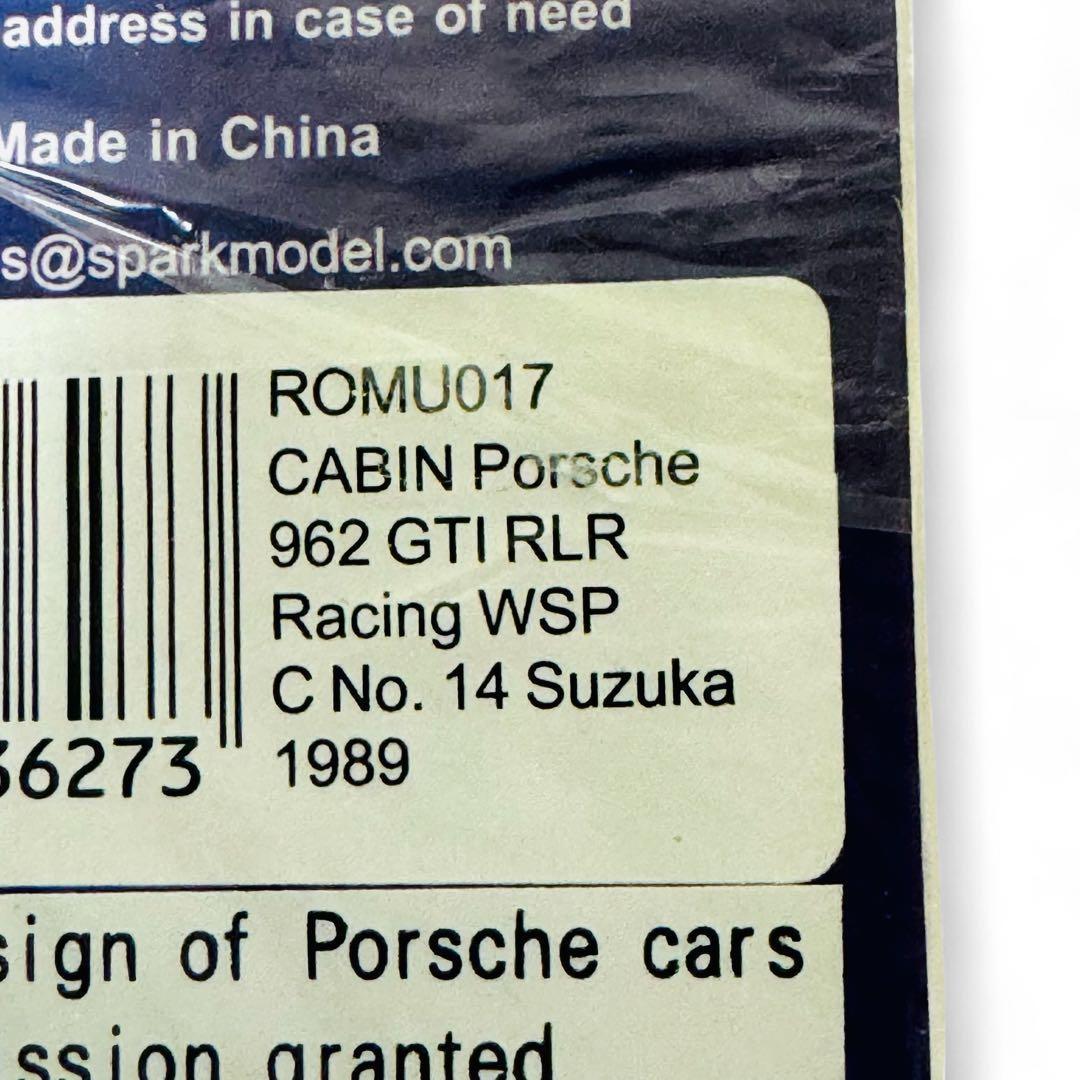 address in case of need
Made in China
s@sparkmodel.com
ROMU017
CABIN Porsche
962 GTI RLR
Racing WSP
C No. 14 Suzuka
1989
36273
sign of Porsche cars
ssion granted